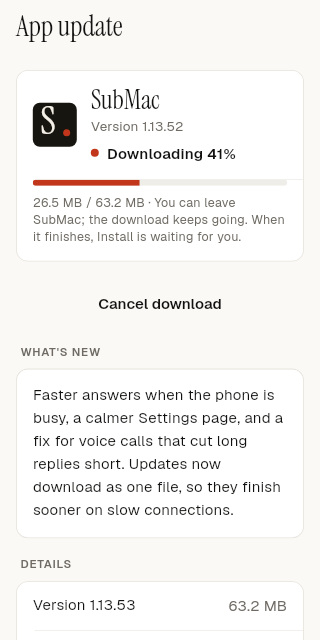 App update
S.
SubMac
Version 1.13.52
Downloading 41%
26.5 MB / 63.2 MB · You can leave
SubMac; the download keeps going. When
it finishes, Install is waiting for you.
Cancel download
WHAT'S NEW
Faster answers when the phone is
busy, a calmer Settings page, and a
fix for voice calls that cut long
replies short. Updates now
download as one file, so they finish
sooner on slow connections.
DETAILS
Version 1.13.53 63.2 MB